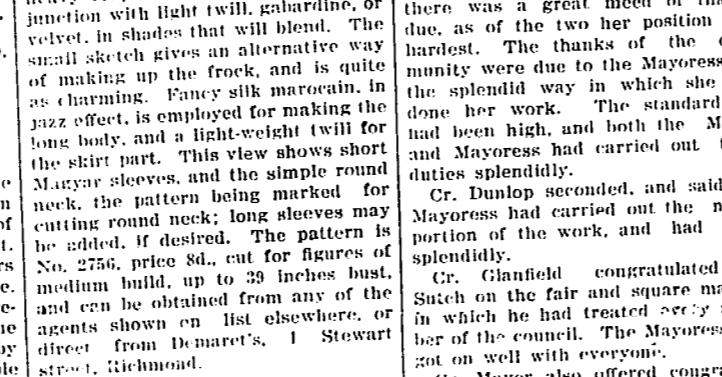 junction with light twill, gabardine, or
velvet, in shades that will blend. The
small sketch gives an alternative way
of making up the frock, and is quite
as charming. Fancy silk marocain, in
jazz effect, is employed for making the
long body, and a light-weight twill for
the skirt part. This view shows short
Magyar sleeves, and the simple round
neck, the pattern being marked for
cutting round neck; long sleeves may
be added, if desired. The pattern is
No. 2756, price 8d., cut for figures of
medium build, up to 39 inches bust,
and can be obtained from any of the
agents shown on list elsewhere, or
direct from Demaret's, 1 Stewart
street, Richmond.
there was a great meed of
due, as of the two her position
hardest. The thanks of the
munity were due to the Mayoress
the splendid way in which she
done her work. The standard
had been high, and both the M
and Mayoress had carried out
duties splendidly.
Cr. Dunlop seconded, and said
Mayoress had carried out the
portion of the work, and had
splendidly.
Cr. Glanfield congratulated
Sutch on the fair and square
in which he had treated every
ber of the council. The Mayoress
got on well with everyone.
Mayor also offered